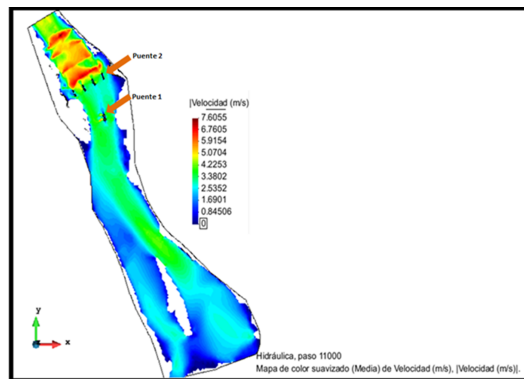 Puente 2
Puente 1
|Velocidad (m/s)
7.6055
6.7605
5.9154
5.0704
4.2253
3.3802
2.5352
1.6901
0.84506
0
y
x
Hidráulica, paso 11000
Mapa de color suavizado (Media) de Velocidad (m/s), |Velocidad (m/s)|.